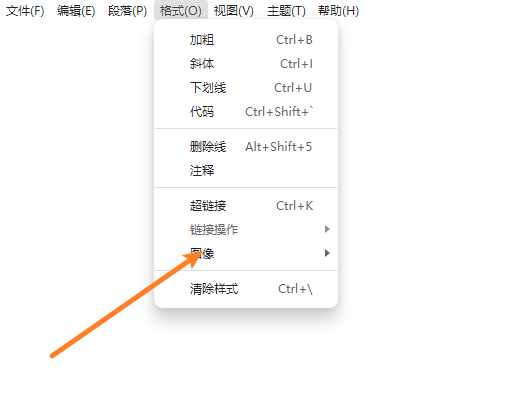 文件(F) 编辑(E) 段落(P) 格式(O) 视图(V) 主题(T) 帮助(H)
加粗 Ctrl+B
斜体 Ctrl+I
下划线 Ctrl+U
代码 Ctrl+Shift+`
删除线 Alt+Shift+5
注释
超链接 Ctrl+K
链接操作
图像
清除样式 Ctrl+\